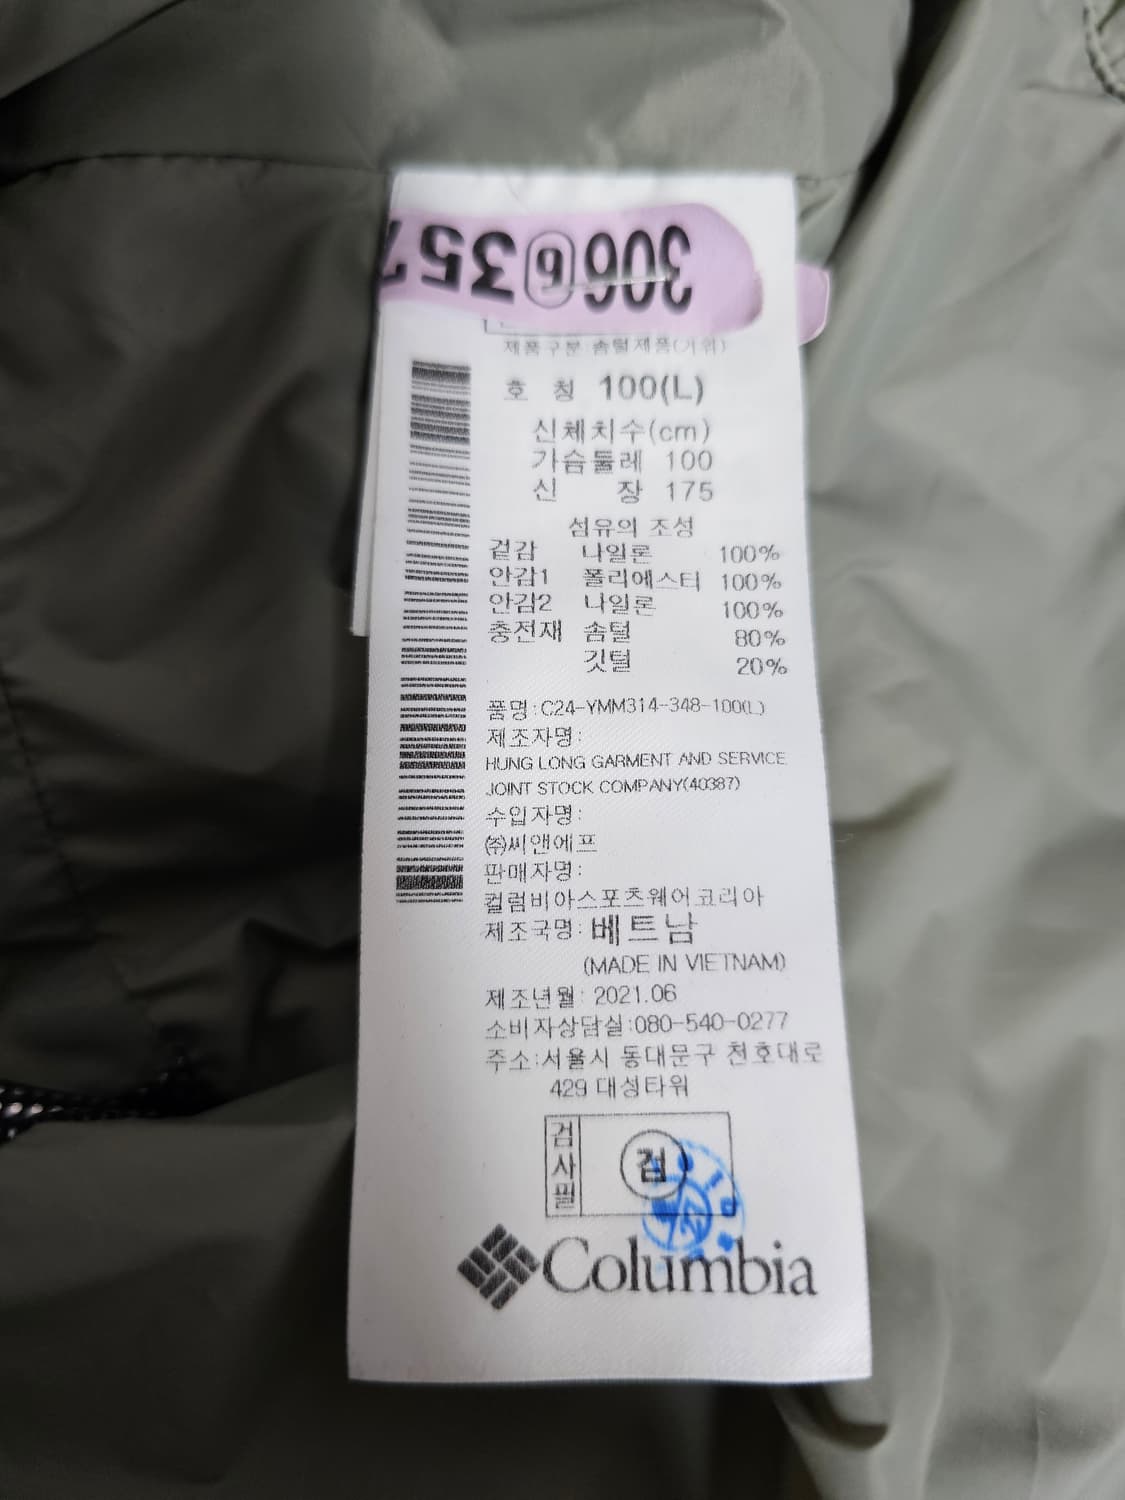 306⑥357
제품구분 솜털제품(거위)
호 칭 100(L)
신체치수(cm)
가슴둘레 100
신 장 175
섬유의 조성
겉감 나일론 100%
안감1 폴리에스터 100%
안감2 나일론 100%
충전재 솜털 80%
깃털 20%
품명:C24-YMM314-348-100(L)
제조자명:
HUNG LONG GARMENT AND SERVICE
JOINT STOCK COMPANY(40387)
수입자명:
㈜씨앤에프
판매자명:
컬럼비아스포츠웨어코리아
제조국명: 베트남
(MADE IN VIETNAM)
제조년월: 2021.06
소비자상담실:080-540-0277
주소:서울시 동대문구 천호대로
429 대성타워
검사필
검
Columbia